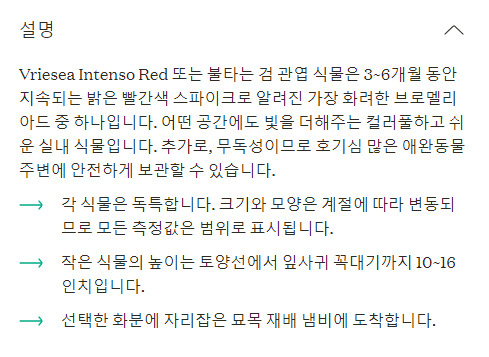 설명
Vriesea Intenso Red 또는 불타는 검 관엽 식물은 3~6개월 동안
지속되는 밝은 빨간색 스파이크로 알려진 가장 화려한 브로멜리
아드 중 하나입니다. 어떤 공간에도 빛을 더해주는 컬러풀하고 쉬
운 실내 식물입니다. 추가로, 무독성이므로 호기심 많은 애완동물
주변에 안전하게 보관할 수 있습니다.
각 식물은 독특합니다. 크기와 모양은 계절에 따라 변동되
므로 모든 측정값은 범위로 표시됩니다.
작은 식물의 높이는 토양선에서 잎사귀 꼭대기까지 10~16
인치입니다.
선택한 화분에 자리잡은 묘목 재배 냄비에 도착합니다.